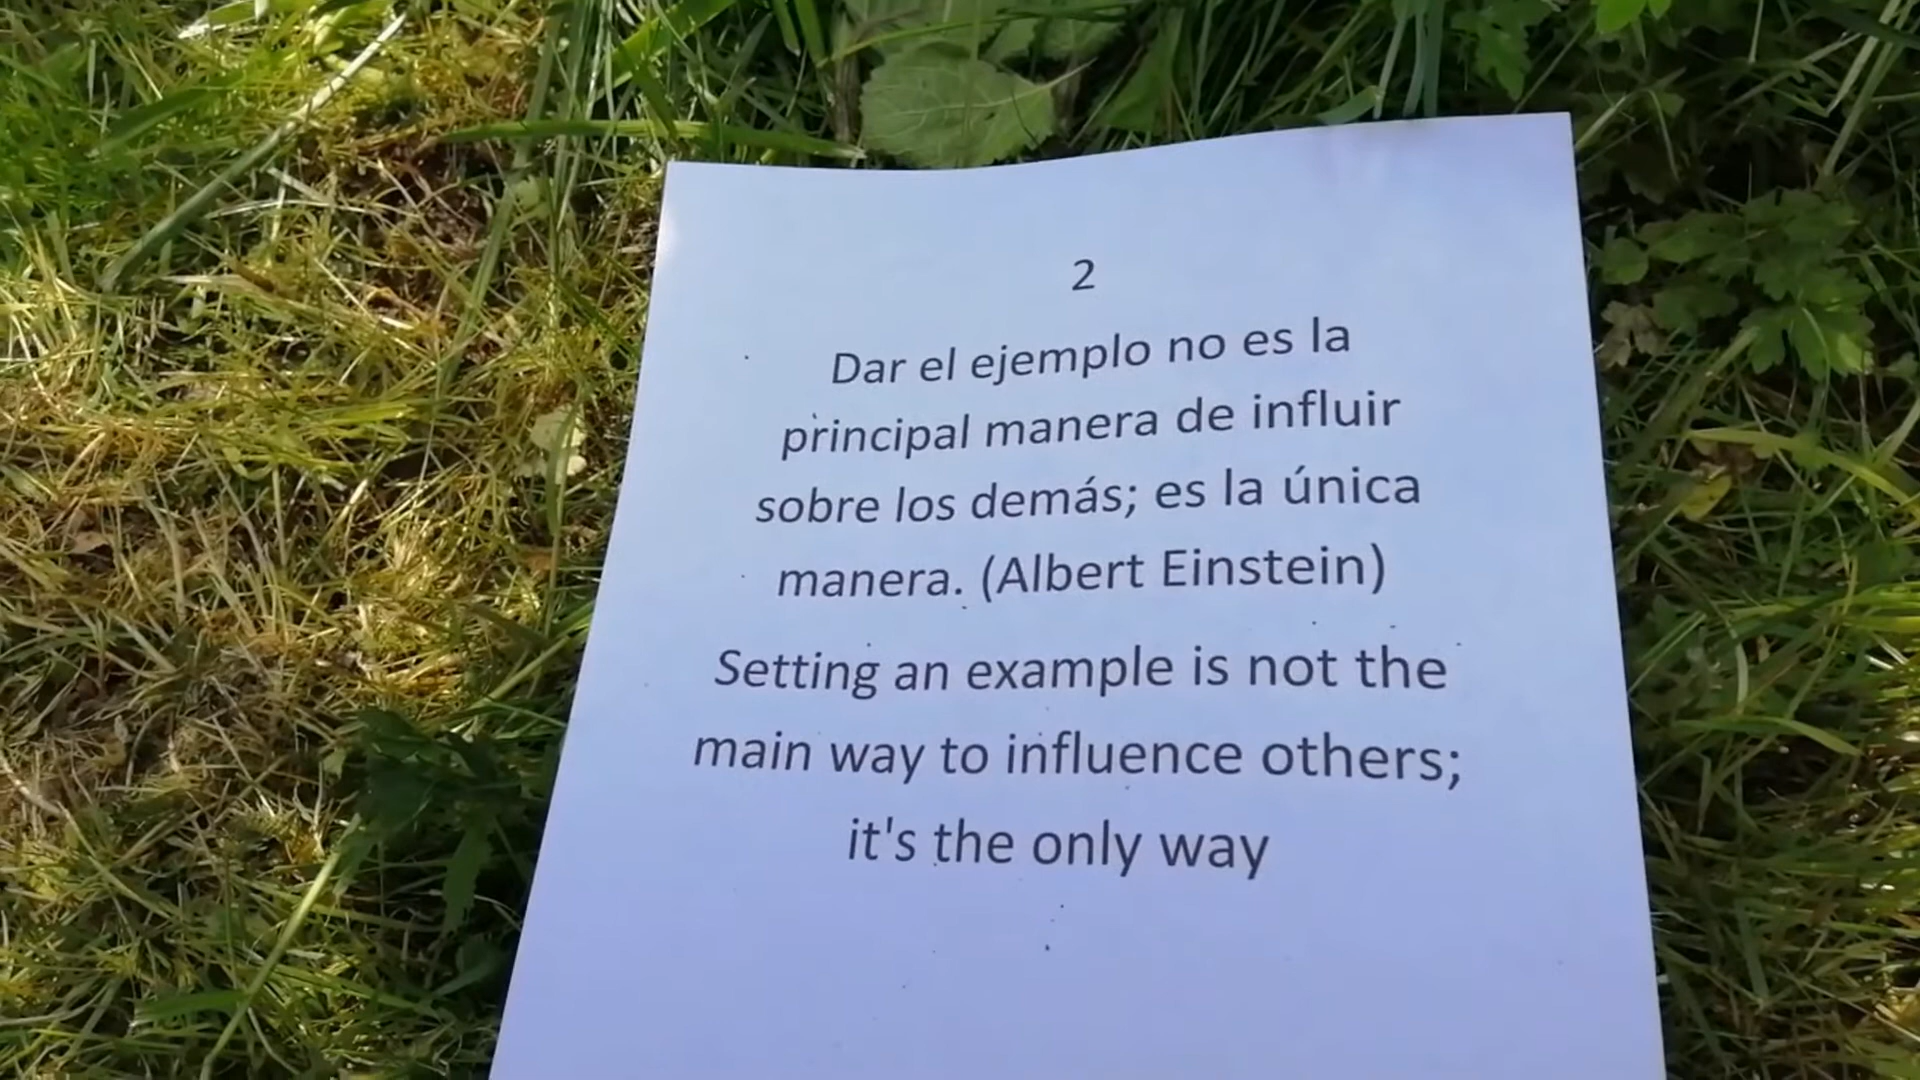 2
Dar el ejemplo no es la
principal manera de influir
sobre los demás; es la única
manera. (Albert Einstein)
Setting an example is not the
main way to influence others;
it's the only way